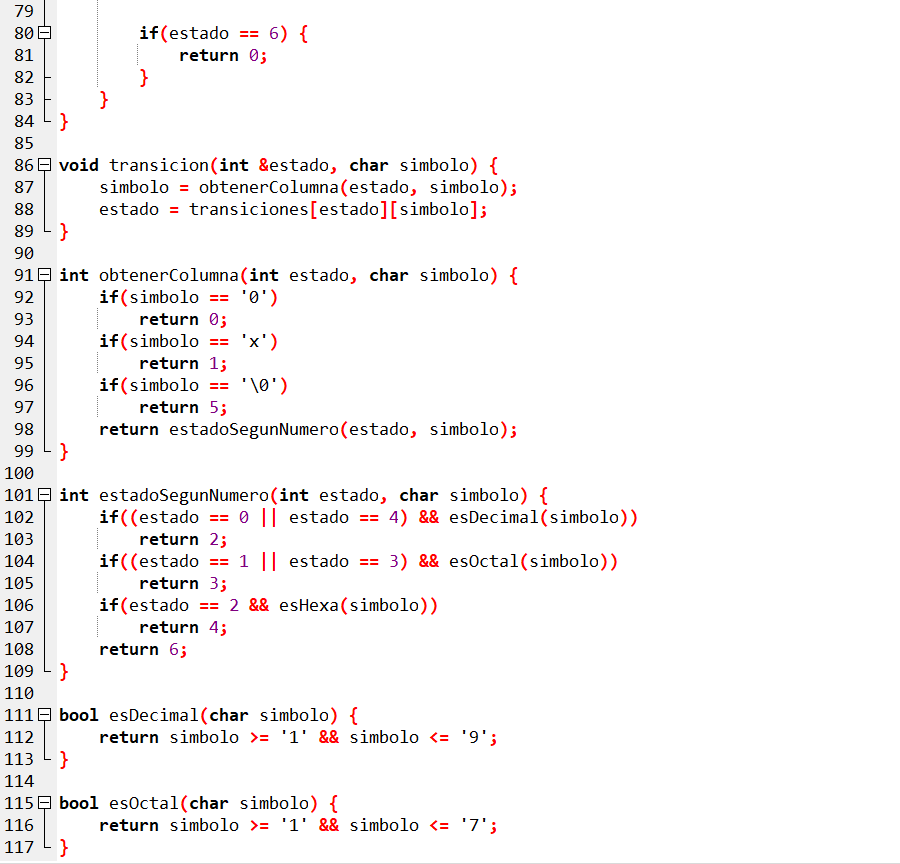 79
80 if(estado == 6) {
81 return 0;
82 }
83 }
84 }
85
86 void transicion(int &estado, char simbolo) {
87 simbolo = obtenerColumna(estado, simbolo);
88 estado = transiciones[estado][simbolo];
89 }
90
91 int obtenerColumna(int estado, char simbolo) {
92 if(simbolo == '0')
93 return 0;
94 if(simbolo == 'x')
95 return 1;
96 if(simbolo == '\0')
97 return 5;
98 return estadoSegunNumero(estado, simbolo);
99 }
100
101 int estadoSegunNumero(int estado, char simbolo) {
102 if((estado == 0 || estado == 4) && esDecimal(simbolo))
103 return 2;
104 if((estado == 1 || estado == 3) && esOctal(simbolo))
105 return 3;
106 if(estado == 2 && esHexa(simbolo))
107 return 4;
108 return 6;
109 }
110
111 bool esDecimal(char simbolo) {
112 return simbolo >= '1' && simbolo <= '9';
113 }
114
115 bool esOctal(char simbolo) {
116 return simbolo >= '1' && simbolo <= '7';
117 }